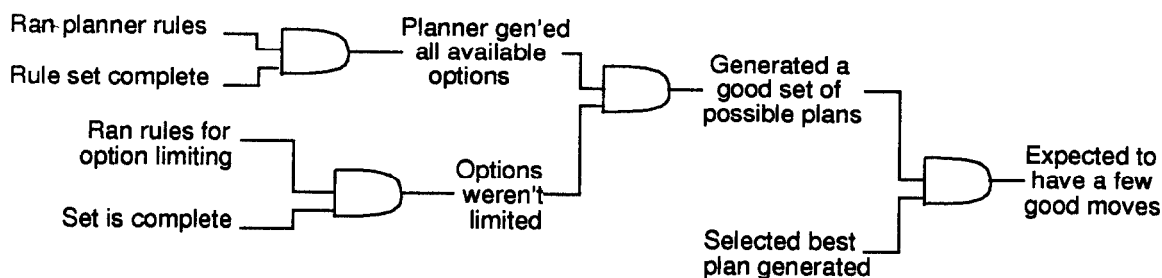 Ran planner rules
Rule set complete
Planner gen'ed
all available
options
Ran rules for
option limiting
Set is complete
Options
weren't
limited
Generated a
good set of
possible plans
Selected best
plan generated
Expected to
have a few
good moves